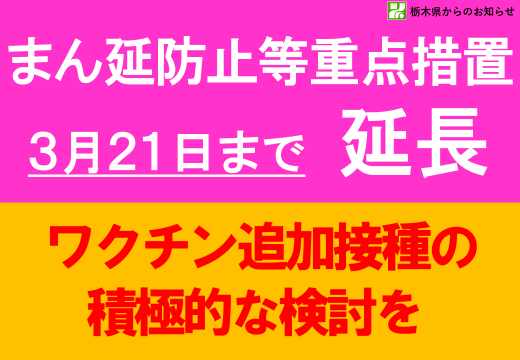 栃木県からのお知らせ
まん延防止等重点措置
3月21日まで 延長
ワクチン追加接種の
積極的な検討を